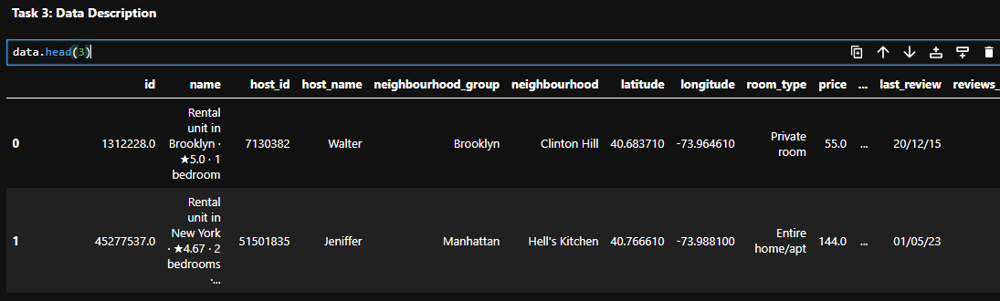 Task 3: Data Description
data.head(3)
id name host_id host_name neighbourhood_group neighbourhood latitude longitude room_type price ... last_review reviews_
Rental
unit in
0 1312228.0 Brooklyn · 7130382 Walter Brooklyn Clinton Hill 40.683710 -73.964610 Private room 55.0 ... 20/12/15
★5.0 · 1
bedroom
Rental
unit in
New York
1 45277537.0 · ★4.67 · 2 51501835 Jeniffer Manhattan Hell's Kitchen 40.766610 -73.988100 Entire home/apt 144.0 ... 01/05/23
bedrooms
·...